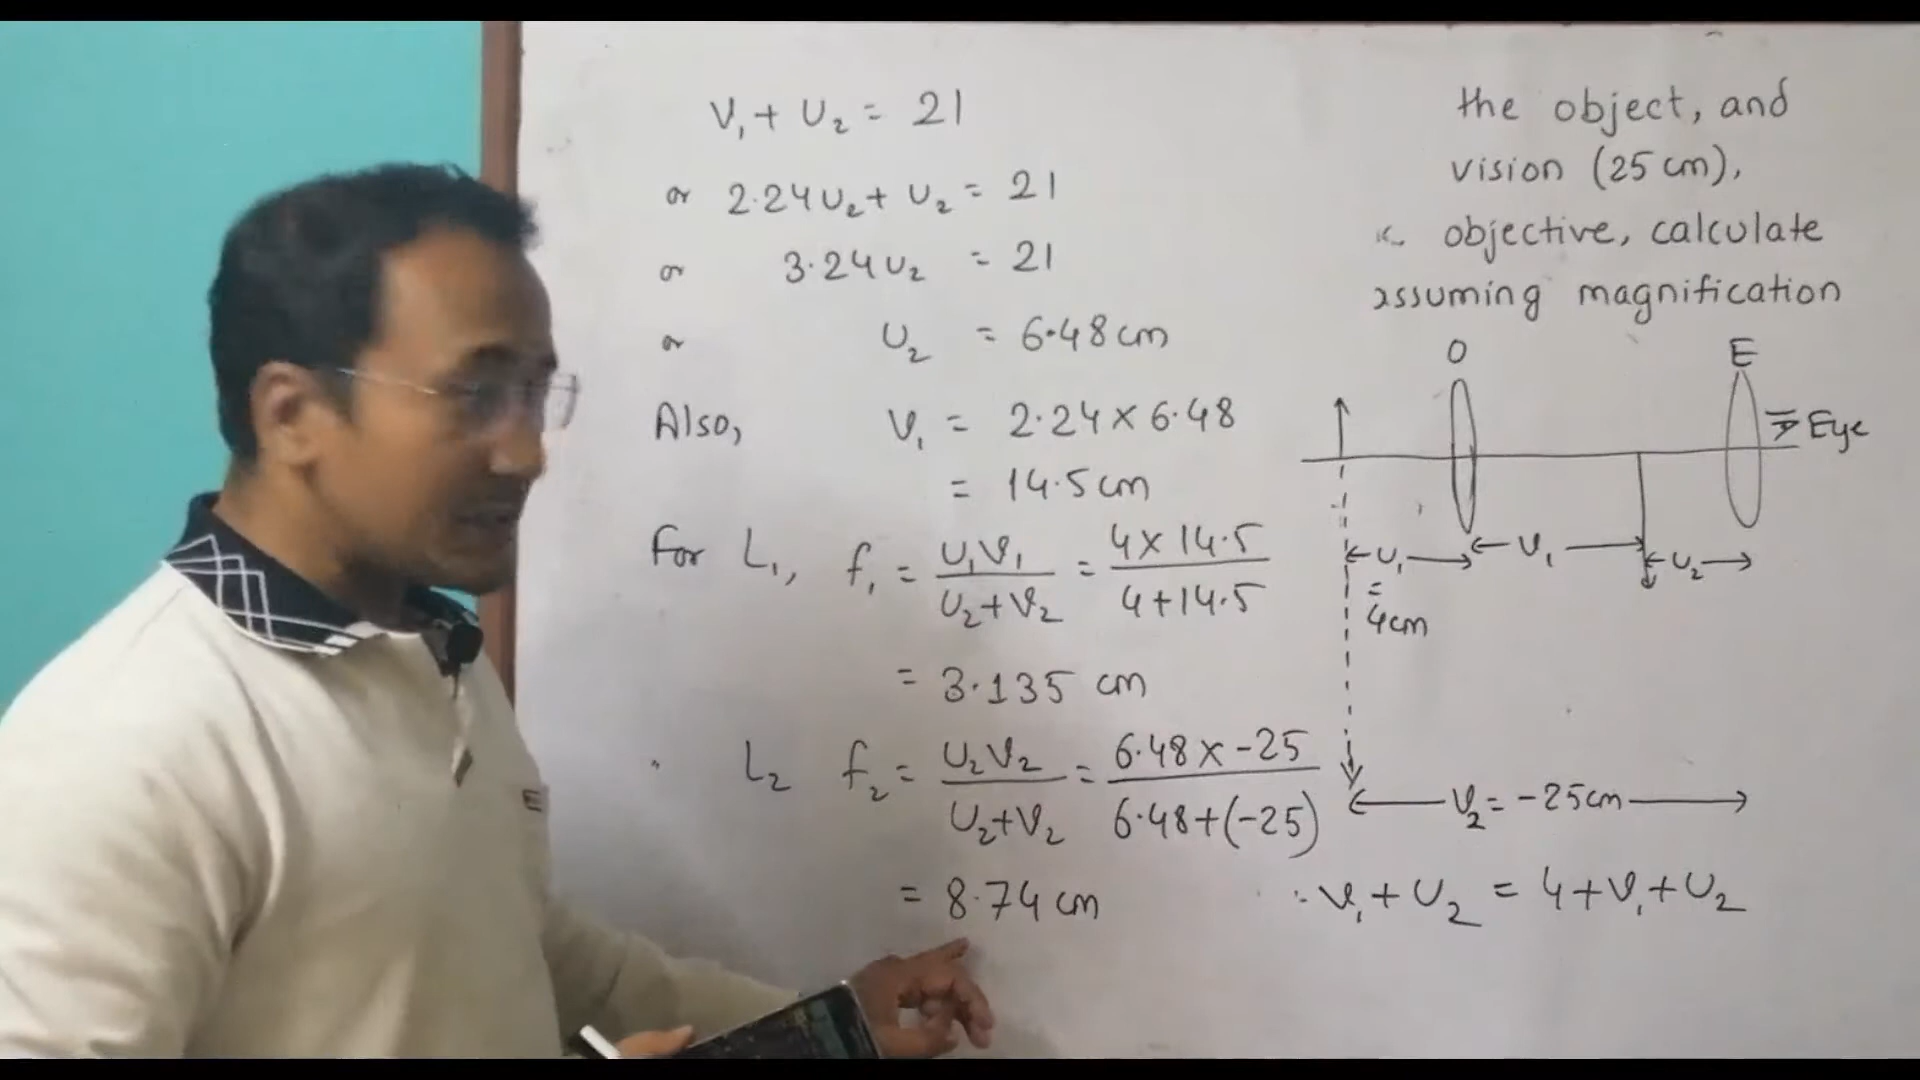 V₁ + U₂ = 21
or 2.24U₂ + U₂ = 21
or 3.24U₂ = 21
or U₂ = 6.48 cm
Also, V₁ = 2.24 × 6.48
= 14.5 cm
For L₁, f₁ = U₁V₁ / U₂+V₂ = 4 × 14.5 / 4 + 14.5
= 3.135 cm
" L₂ f₂ = U₂V₂ / U₂+V₂ = 6.48 × -25 / 6.48+(-25)
= 8.74 cm
the object, and
vision (25 cm),
objective, calculate
assuming magnification
O E
Eye
U₁ V₁ U₂
=
4cm
V₂ = -25cm
∴ V₁ + U₂ = 4 + V₁ + U₂